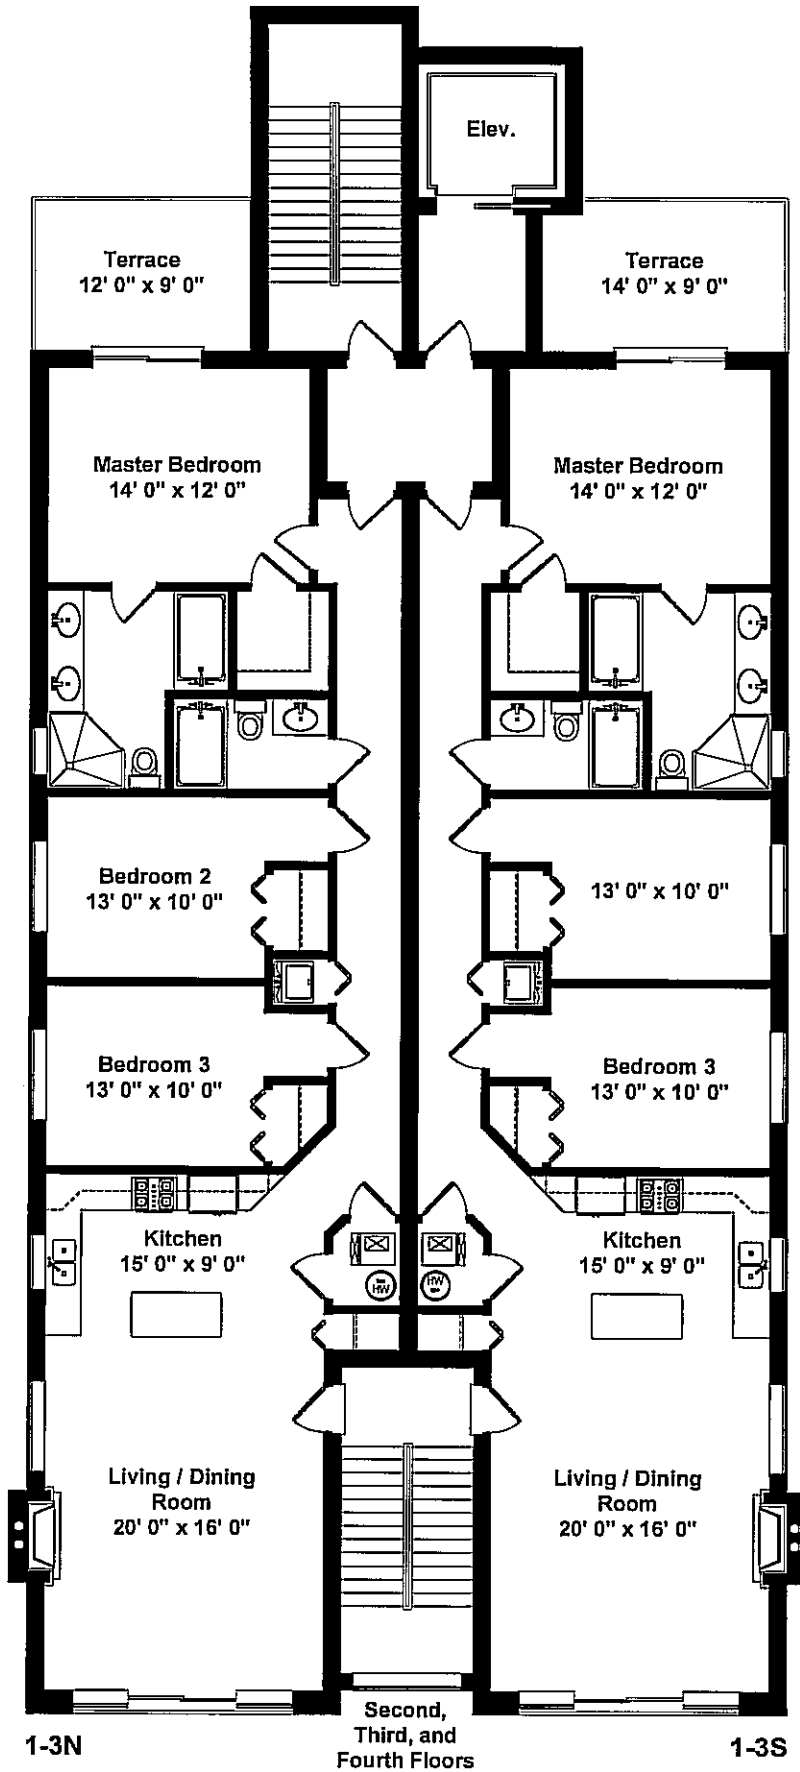 Elev.
Terrace
12' 0" x 9' 0"
Terrace
14' 0" x 9' 0"
Master Bedroom
14' 0" x 12' 0"
Master Bedroom
14' 0" x 12' 0"
Bedroom 2
13' 0" x 10' 0"
13' 0" x 10' 0"
Bedroom 3
13' 0" x 10' 0"
Bedroom 3
13' 0" x 10' 0"
Kitchen
15' 0" x 9' 0"
Kitchen
15' 0" x 9' 0"
HW
HW
Living / Dining
Room
20' 0" x 16' 0"
Living / Dining
Room
20' 0" x 16' 0"
1-3N
Second,
Third, and
Fourth Floors
1-3S